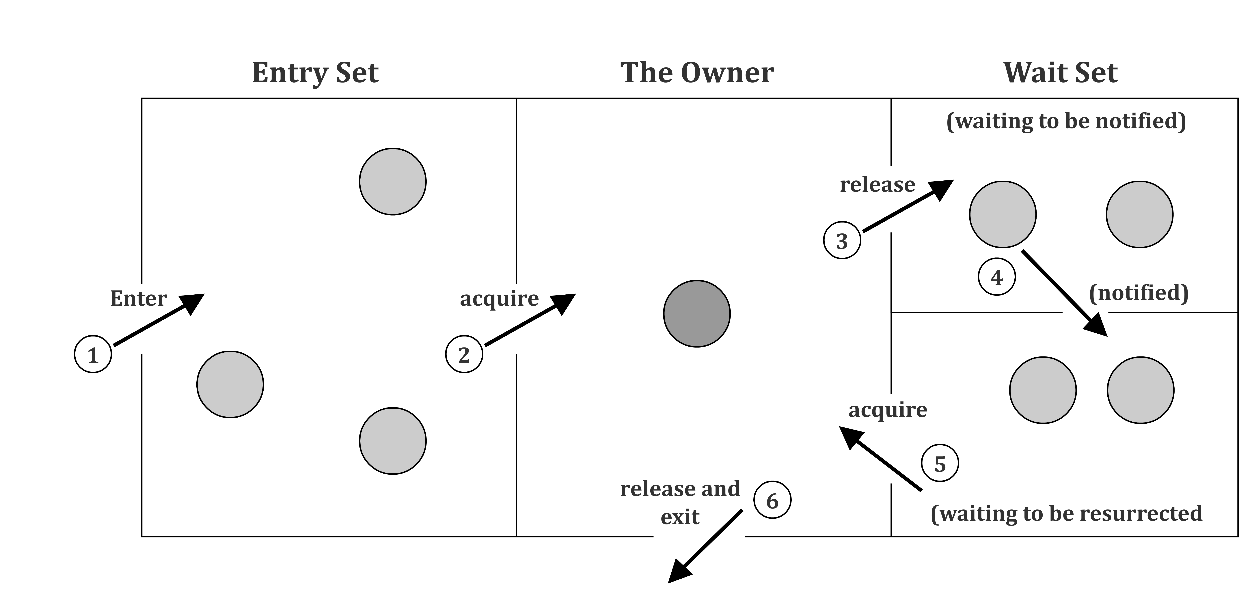 Entry Set
The Owner
Wait Set
(waiting to be notified)
release
3
4
(notified)
Enter
1
acquire
2
acquire
5
release and
exit
6
(waiting to be resurrected